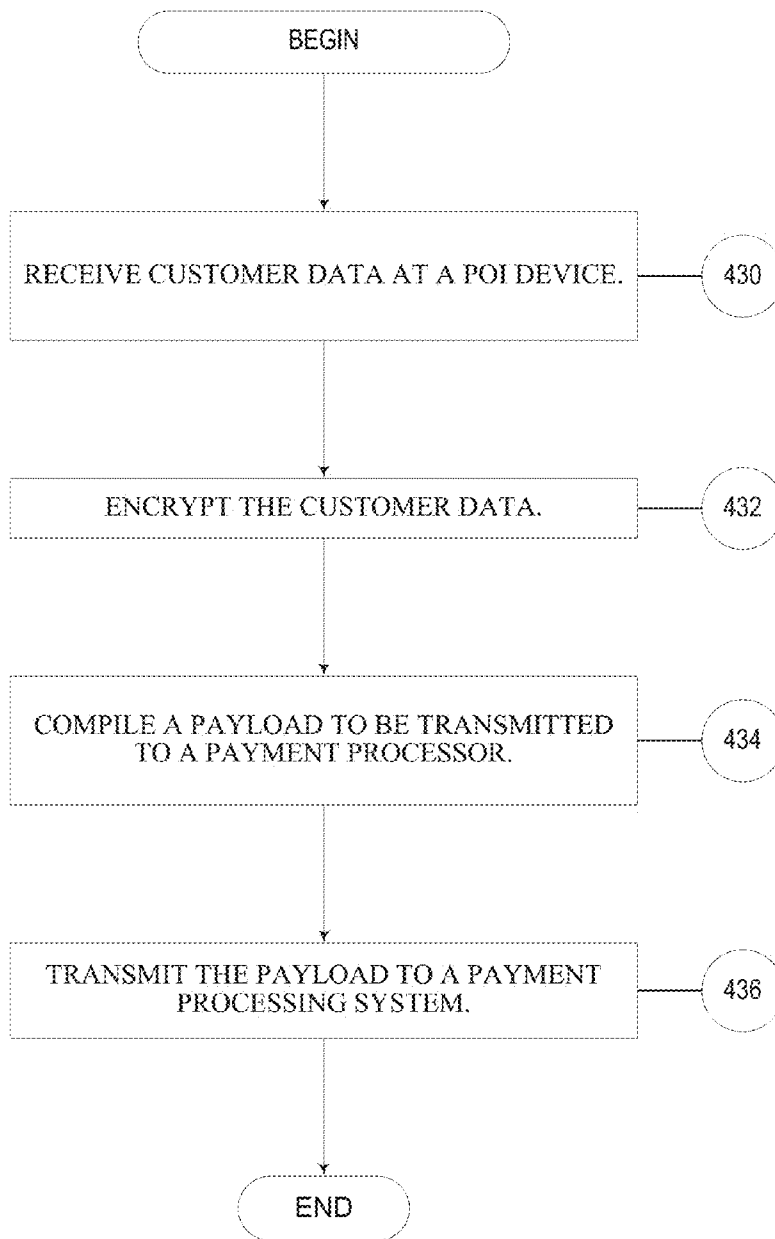 BEGIN
RECEIVE CUSTOMER DATA AT A POI DEVICE.
430
ENCRYPT THE CUSTOMER DATA.
432
COMPILE A PAYLOAD TO BE TRANSMITTED
TO A PAYMENT PROCESSOR.
434
TRANSMIT THE PAYLOAD TO A PAYMENT
PROCESSING SYSTEM.
436
END